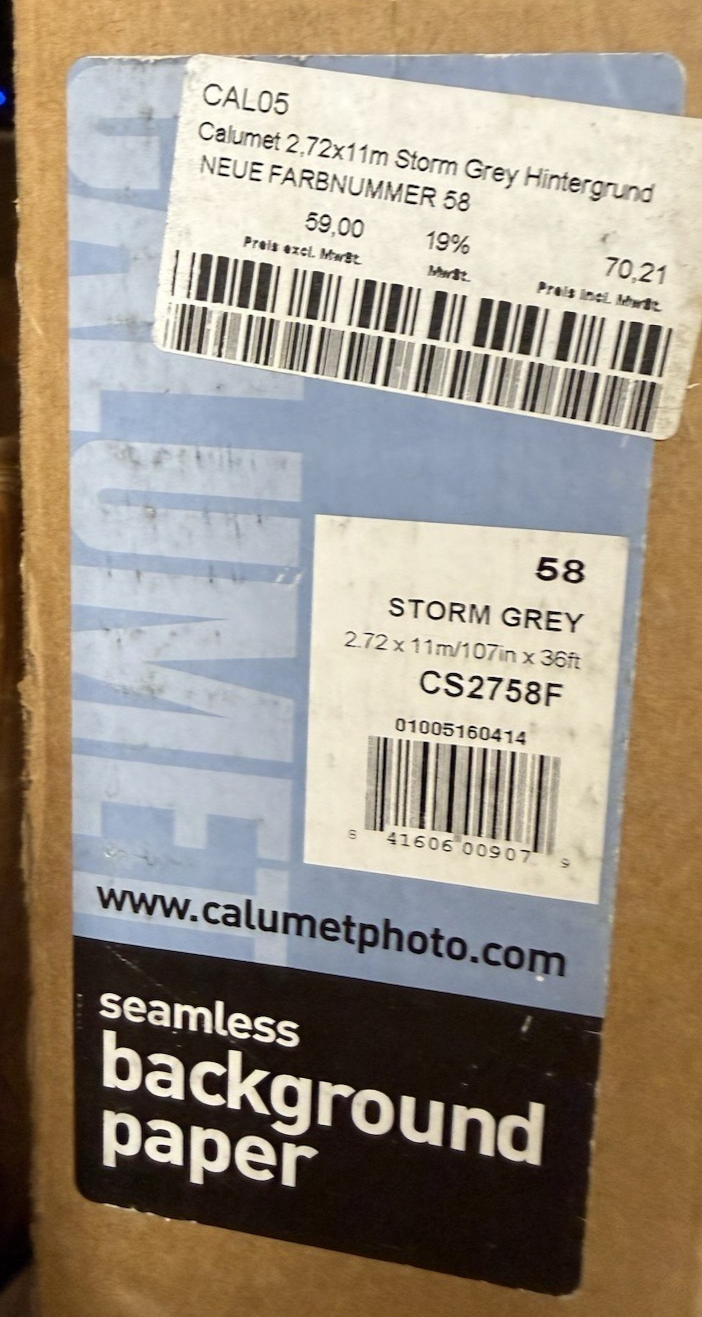 CAL05
Calumet 2,72x11m Storm Grey Hintergrund
NEUE FARBNUMMER 58
59,00 19% 70,21
Preis excl. MwSt. MwSt. Preis incl. MwSt.
CALUMET
58
STORM GREY
2.72 x 11m/107in x 36ft
CS2758F
01005160414
41606 00907 9
www.calumetphoto.com
seamless
background
paper